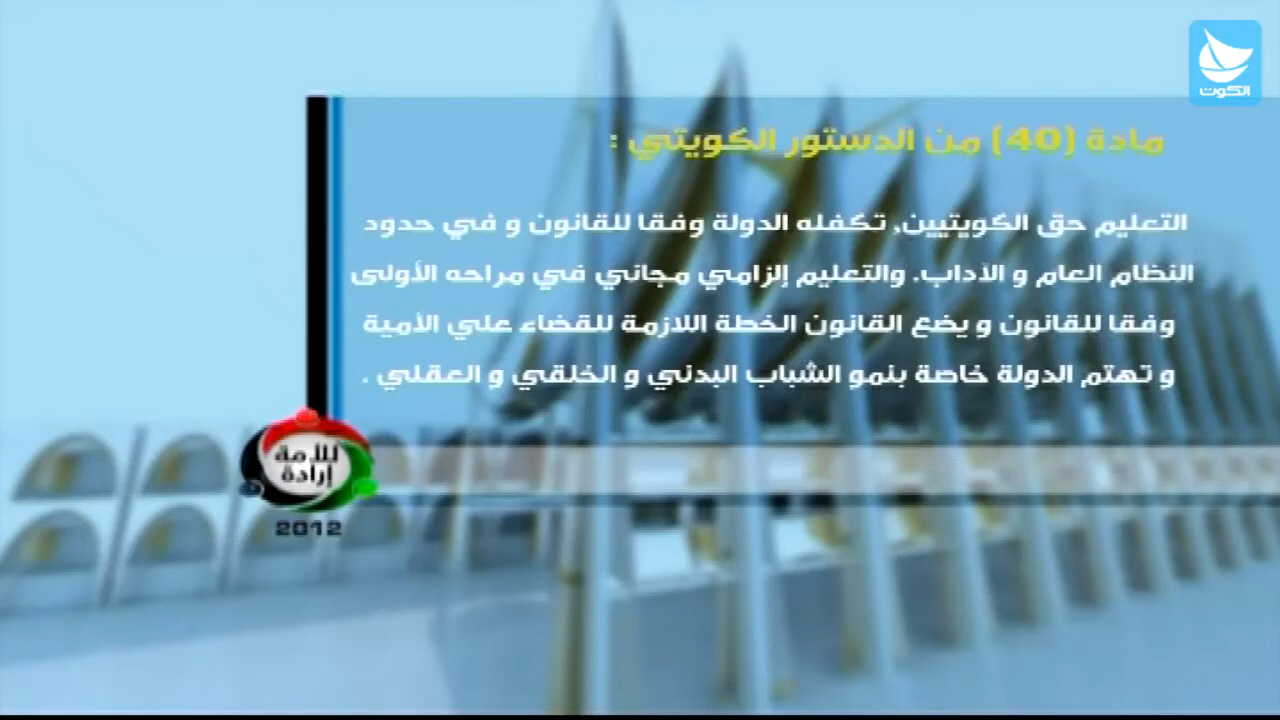 الكوت
مادة (40) من الدستور الكويتي :
التعليم حق الكويتيين, تكفله الدولة وفقا للقانون و في حدود
النظام العام و الآداب. والتعليم إلزامي مجاني في مراحه الأولى
وفقا للقانون و يضع القانون الخطة اللازمة للقضاء علي الأمية
و تهتم الدولة خاصة بنمو الشباب البدني و الخلقي و العقلي .
للأمة
إرادة
2012